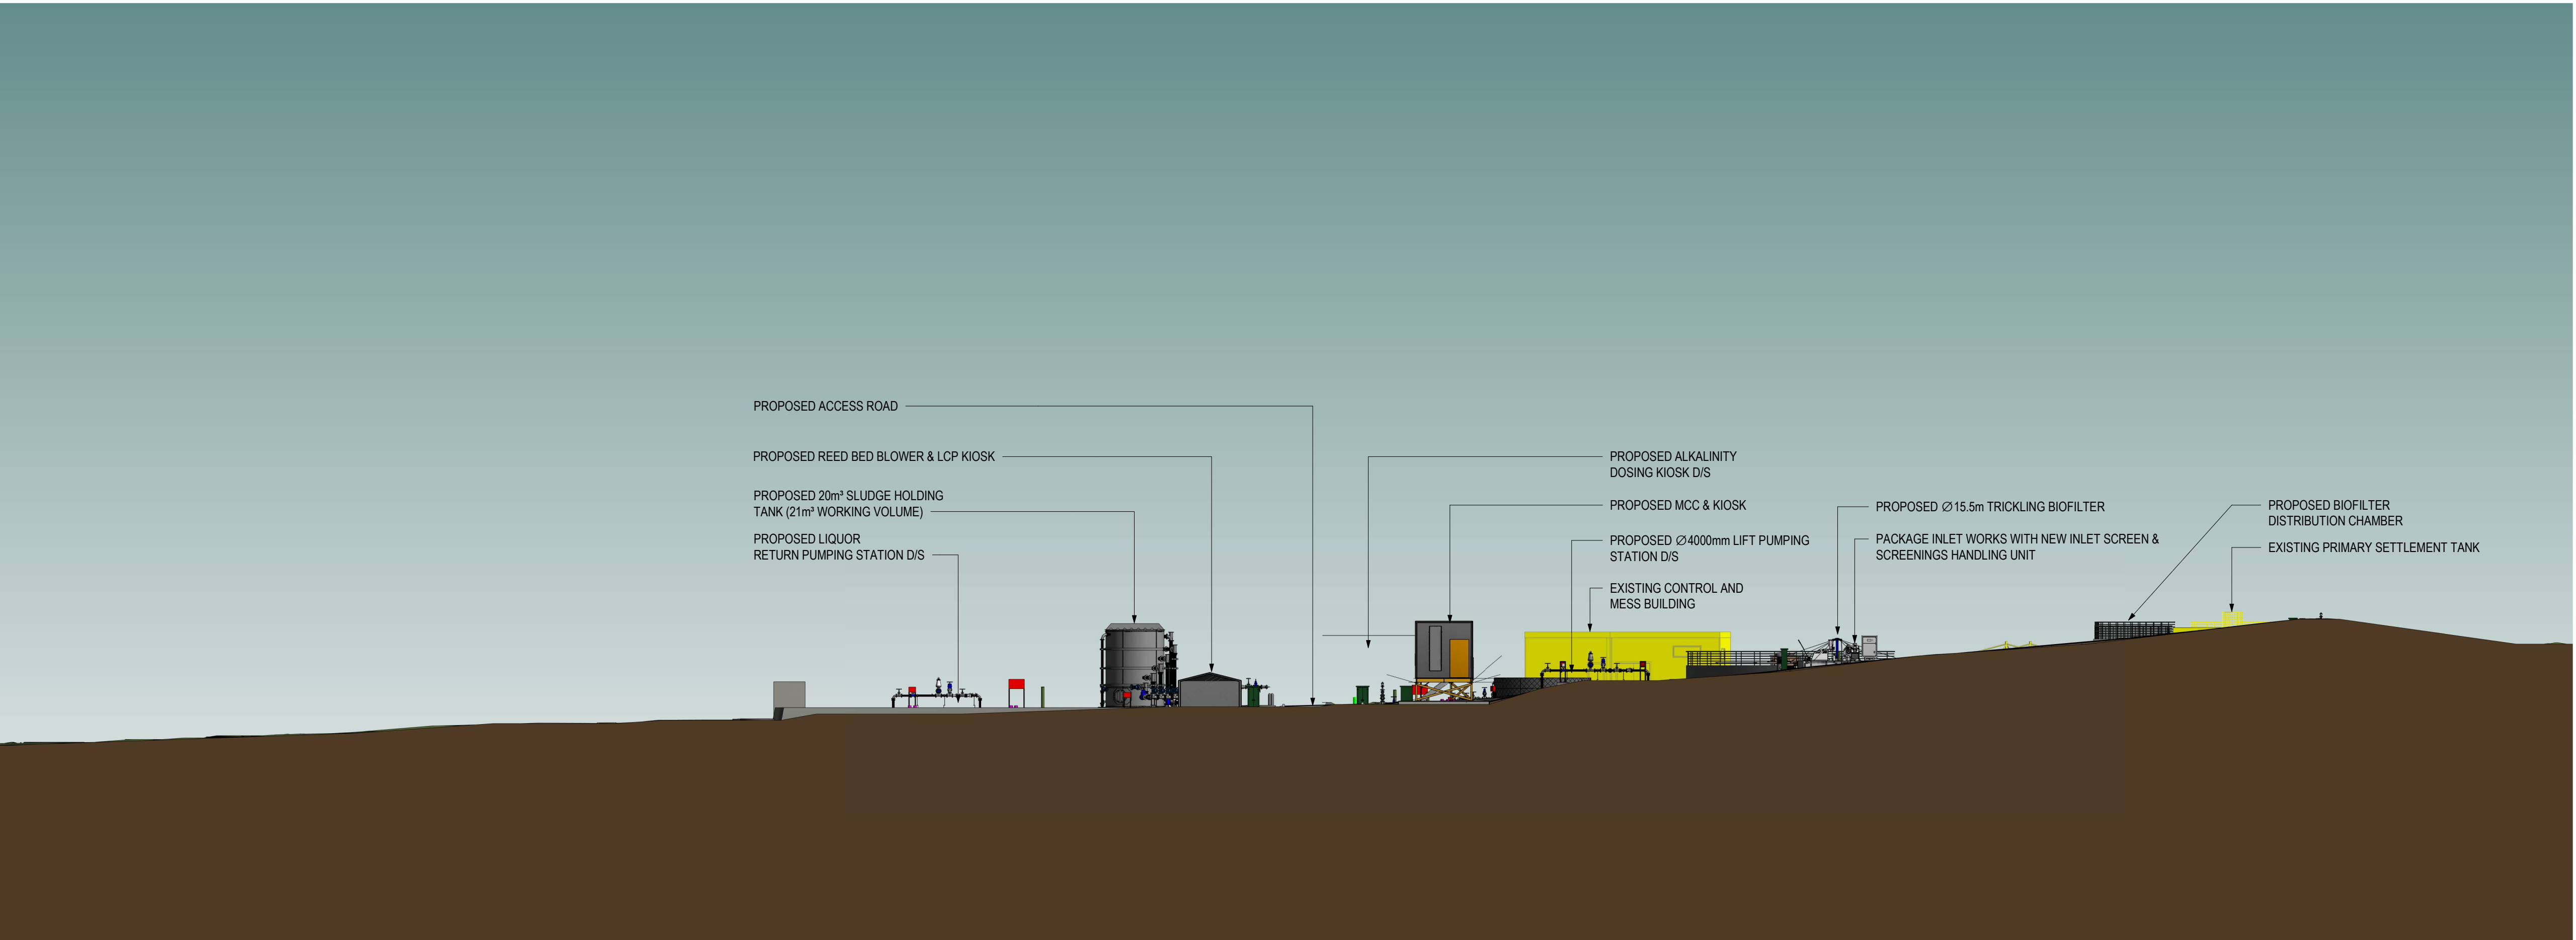 PROPOSED ACCESS ROAD
PROPOSED REED BED BLOWER & LCP KIOSK
PROPOSED 20m³ SLUDGE HOLDING
TANK (21m³ WORKING VOLUME)
PROPOSED LIQUOR
RETURN PUMPING STATION D/S
PROPOSED ALKALINITY
DOSING KIOSK D/S
PROPOSED MCC & KIOSK
PROPOSED Ø4000mm LIFT PUMPING
STATION D/S
EXISTING CONTROL AND
MESS BUILDING
PROPOSED Ø15.5m TRICKLING BIOFILTER
PACKAGE INLET WORKS WITH NEW INLET SCREEN &
SCREENINGS HANDLING UNIT
PROPOSED BIOFILTER
DISTRIBUTION CHAMBER
EXISTING PRIMARY SETTLEMENT TANK